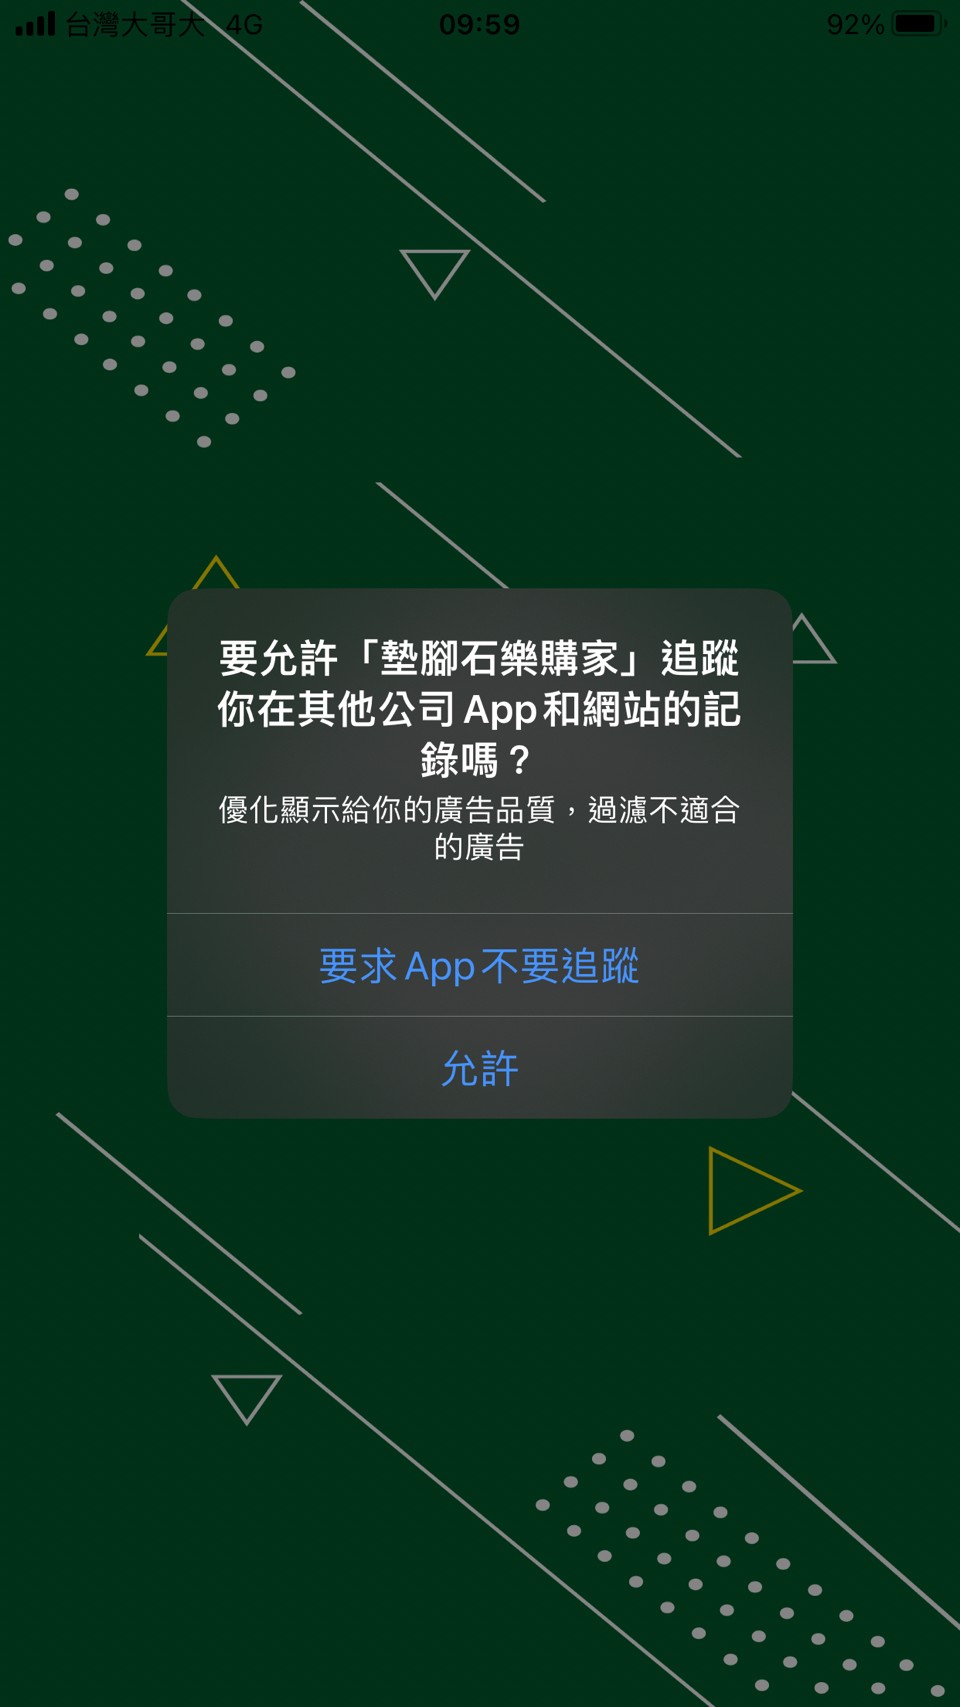 台灣大哥大 4G 09:59 92%
要允許「墊腳石樂購家」追蹤
你在其他公司 App 和網站的記
錄嗎？
優化顯示給你的廣告品質，過濾不適合
的廣告
要求 App 不要追蹤
允許